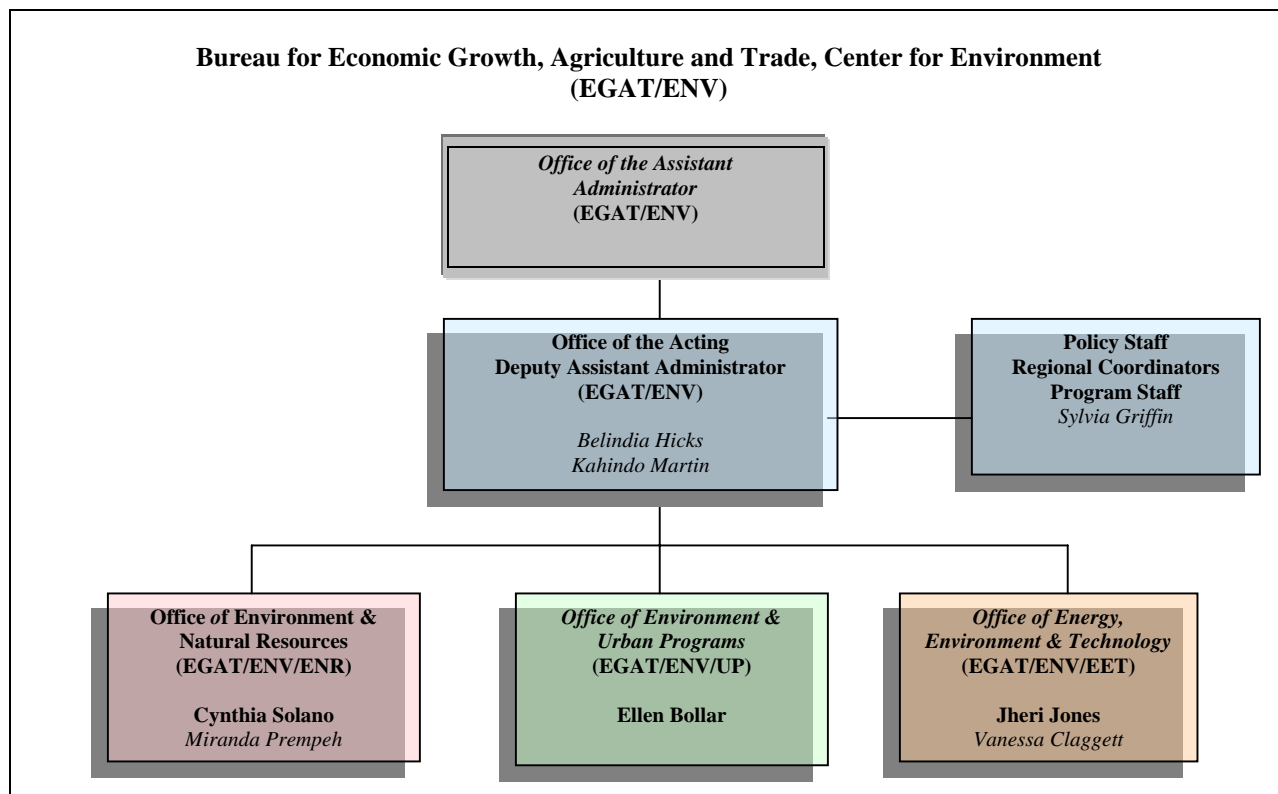 Bureau for Economic Growth, Agriculture and Trade, Center for Environment
(EGAT/ENV)
Office of the Assistant
Administrator
(EGAT/ENV)
Office of the Acting
Deputy Assistant Administrator
(EGAT/ENV)
Belindia Hicks
Kahindo Martin
Policy Staff
Regional Coordinators
Program Staff
Sylvia Griffin
Office of Environment &
Natural Resources
(EGAT/ENV/ENR)
Cynthia Solano
Miranda Prempeh
Office of Environment &
Urban Programs
(EGAT/ENV/UP)
Ellen Bollar
Office of Energy,
Environment & Technology
(EGAT/ENV/EET)
Jheri Jones
Vanessa Claggett